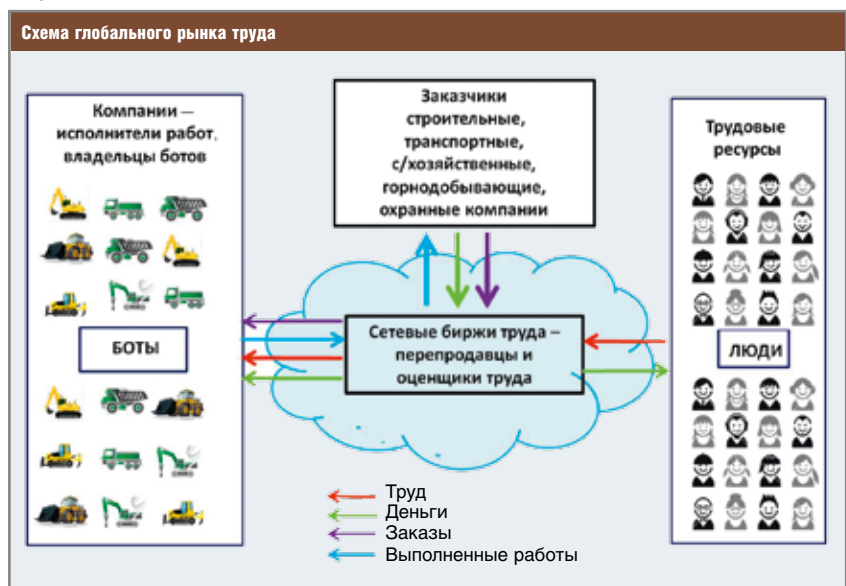 Схема глобального рынка труда
Компании –
исполнители работ,
владельцы ботов
БОТЫ
Заказчики
строительные,
транспортные,
с/хозяйственные,
горнодобывающие,
охранные компании
Сетевые биржи труда –
перепродавцы и
оценщики труда
Трудовые
ресурсы
ЛЮДИ
Труд
Деньги
Заказы
Выполненные работы